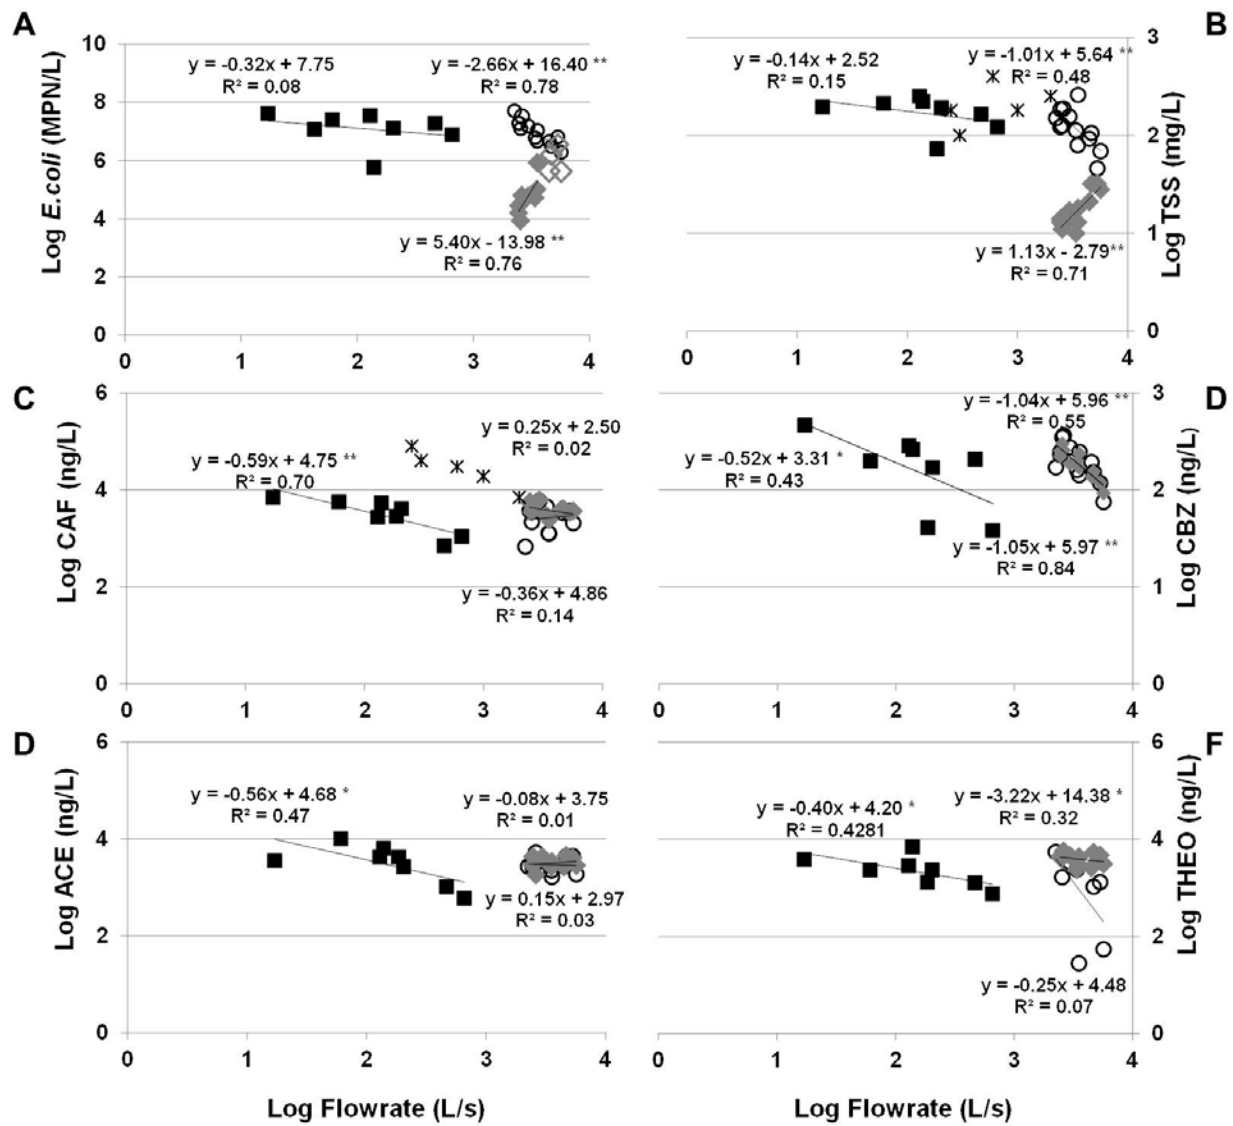 A
Log E.coli (MPN/L)
10
8
6
4
2
0
0 1 2 3 4
y = -0.32x + 7.75
R² = 0.08
y = -2.66x + 16.40 **
R² = 0.78
y = 5.40x - 13.98 **
R² = 0.76
B
Log TSS (mg/L)
3
2
1
0
0 1 2 3 4
y = -0.14x + 2.52
R² = 0.15
y = -1.01x + 5.64 **
R² = 0.48
y = 1.13x - 2.79**
R² = 0.71
C
Log CAF (ng/L)
6
4
2
0
0 1 2 3 4
y = -0.59x + 4.75 **
R² = 0.70
y = 0.25x + 2.50
R² = 0.02
y = -0.36x + 4.86
R² = 0.14
D
Log CBZ (ng/L)
3
2
1
0
0 1 2 3 4
y = -0.52x + 3.31 *
R² = 0.43
y = -1.04x + 5.96 **
R² = 0.55
y = -1.05x + 5.97 **
R² = 0.84
D
Log ACE (ng/L)
6
4
2
0
0 1 2 3 4
y = -0.56x + 4.68 *
R² = 0.47
y = -0.08x + 3.75
R² = 0.01
y = 0.15x + 2.97
R² = 0.03
Log Flowrate (L/s)
F
Log THEO (ng/L)
6
4
2
0
0 1 2 3 4
y = -0.40x + 4.20 *
R² = 0.4281
y = -3.22x + 14.38 *
R² = 0.32
y = -0.25x + 4.48
R² = 0.07
Log Flowrate (L/s)